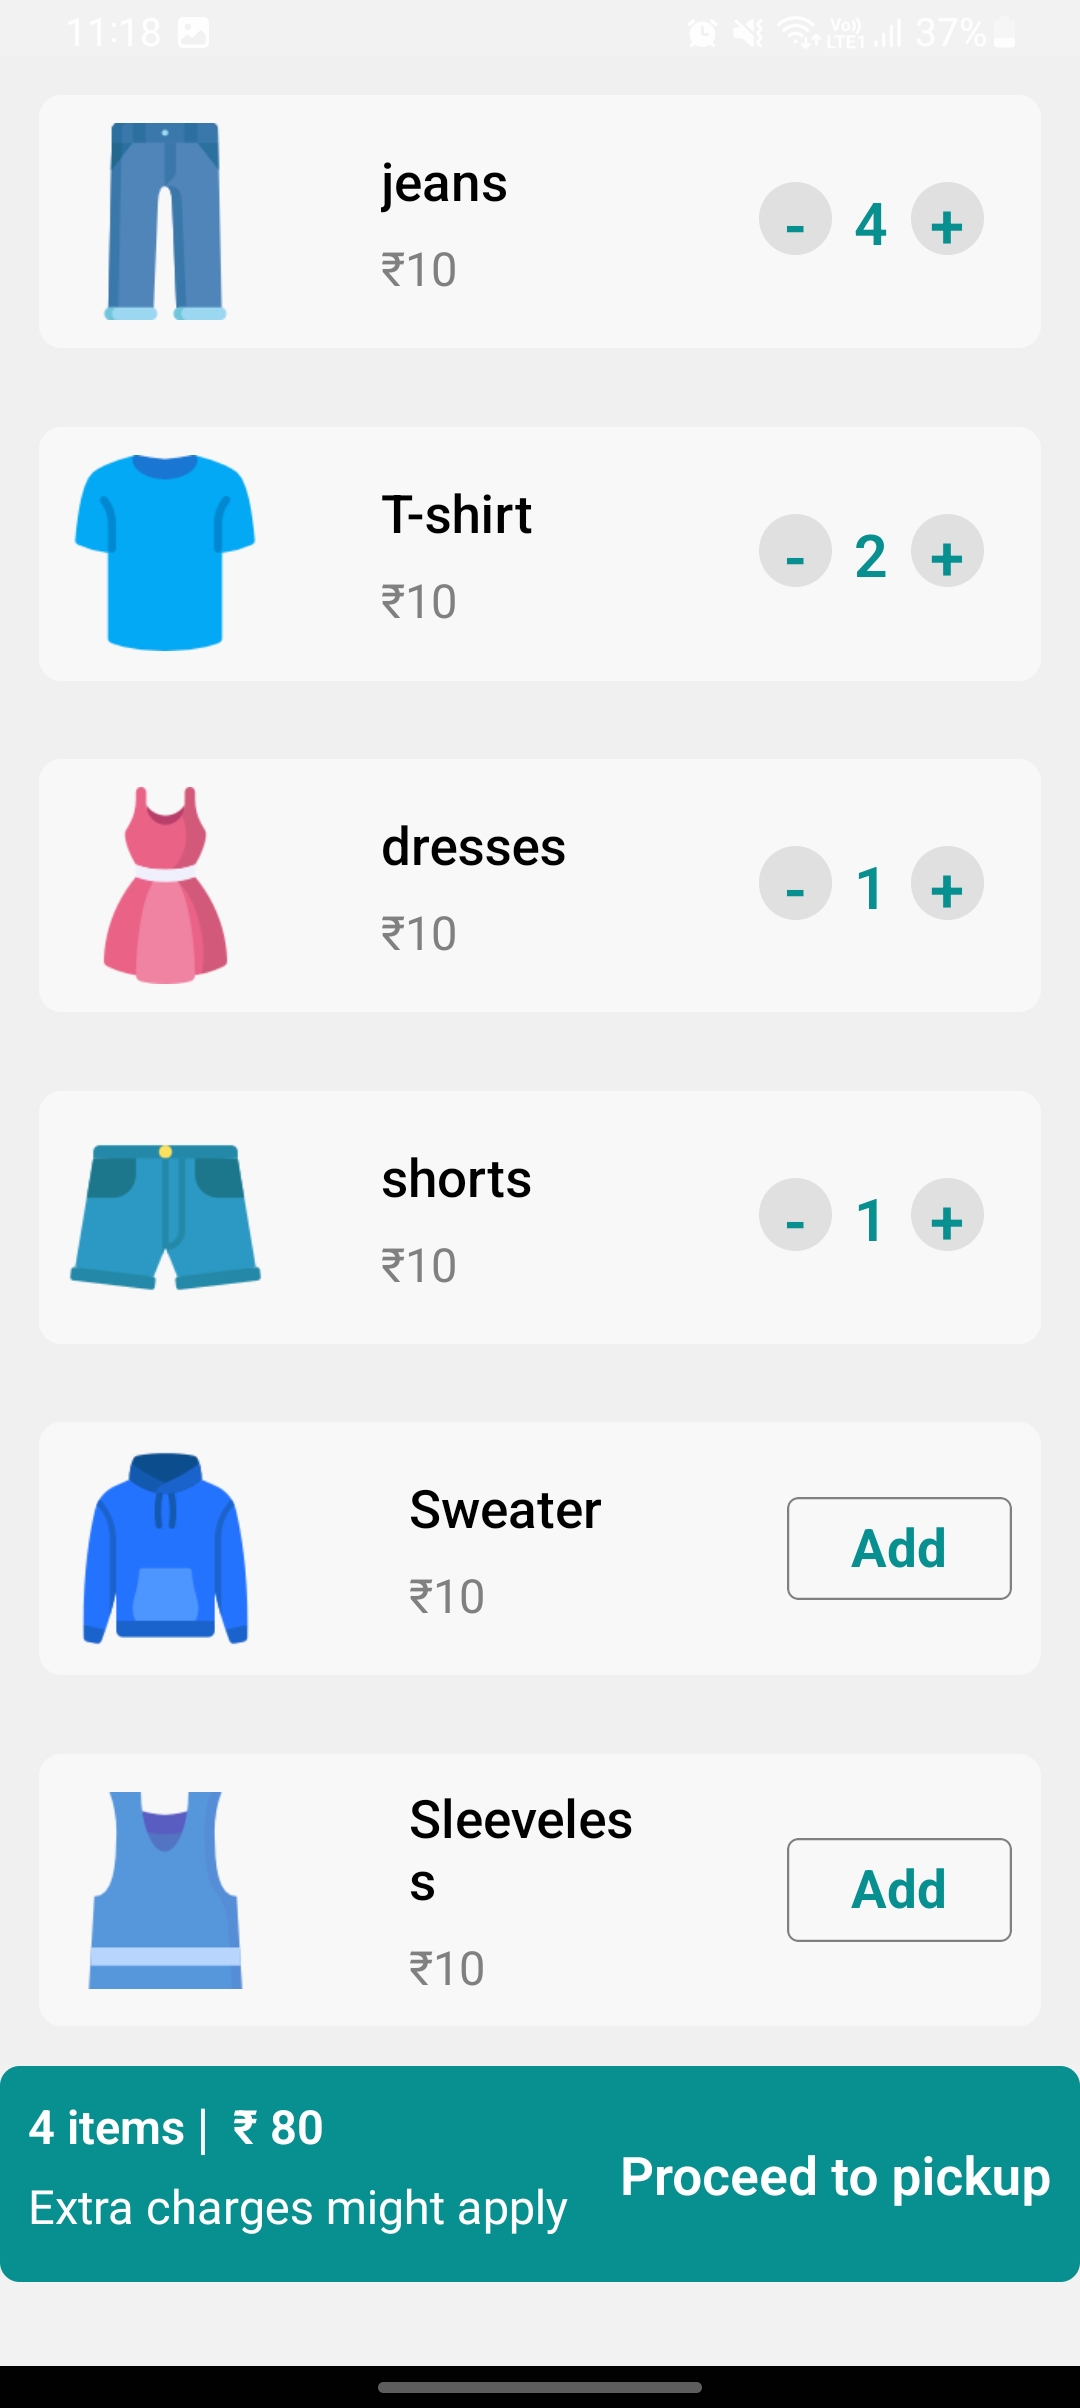 11:18
Vo))
LTE1
37%
jeans
₹10
- 4 +
T-shirt
₹10
- 2 +
dresses
₹10
- 1 +
shorts
₹10
- 1 +
Sweater
₹10
Add
Sleeveles
s
₹10
Add
4 items | ₹ 80
Extra charges might apply
Proceed to pickup